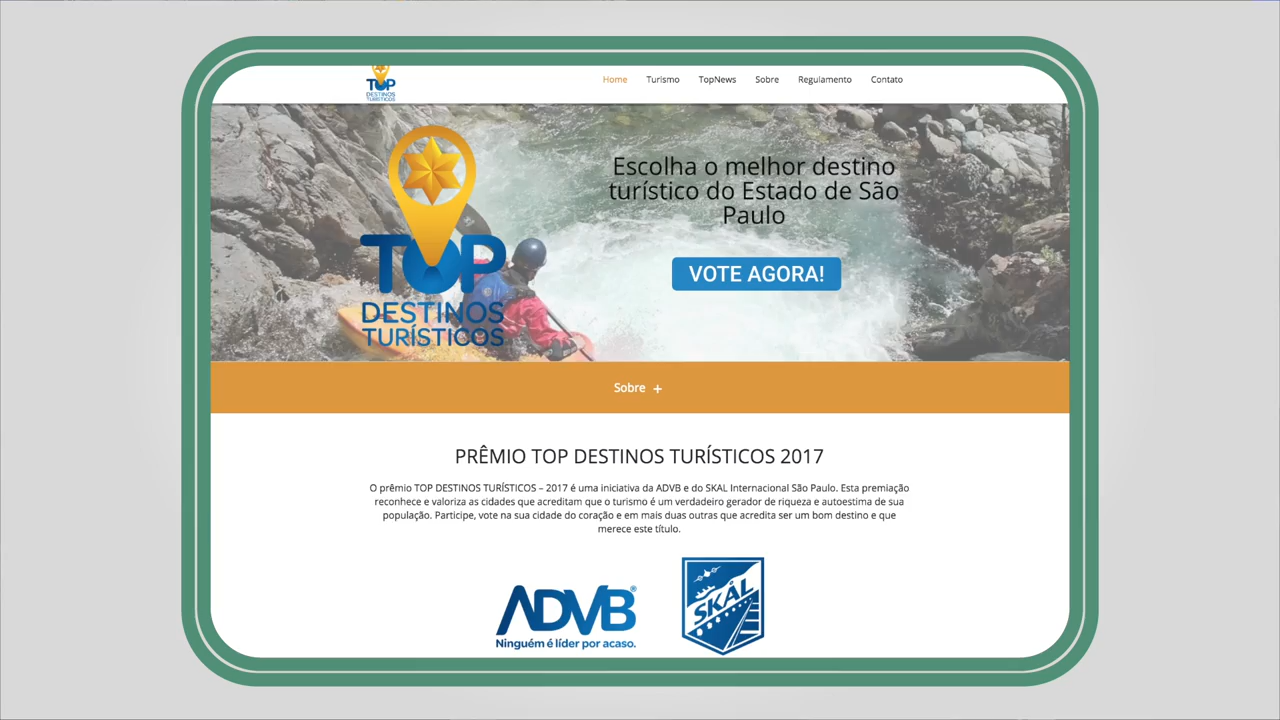 TOP
DESTINOS
TURÍSTICOS
Home Turismo TopNews Sobre Regulamento Contato
TOP
DESTINOS
TURÍSTICOS
Escolha o melhor destino
turístico do Estado de São
Paulo
VOTE AGORA!
Sobre +
PRÊMIO TOP DESTINOS TURÍSTICOS 2017
O prêmio TOP DESTINOS TURÍSTICOS – 2017 é uma iniciativa da ADVB e do SKAL Internacional São Paulo. Esta premiação
reconhece e valoriza as cidades que acreditam que o turismo é um verdadeiro gerador de riqueza e autoestima de sua
população. Participe, vote na sua cidade do coração e em mais duas outras que acredita ser um bom destino e que
merece este título.
ADVB®
Ninguém é líder por acaso.
SKÅL